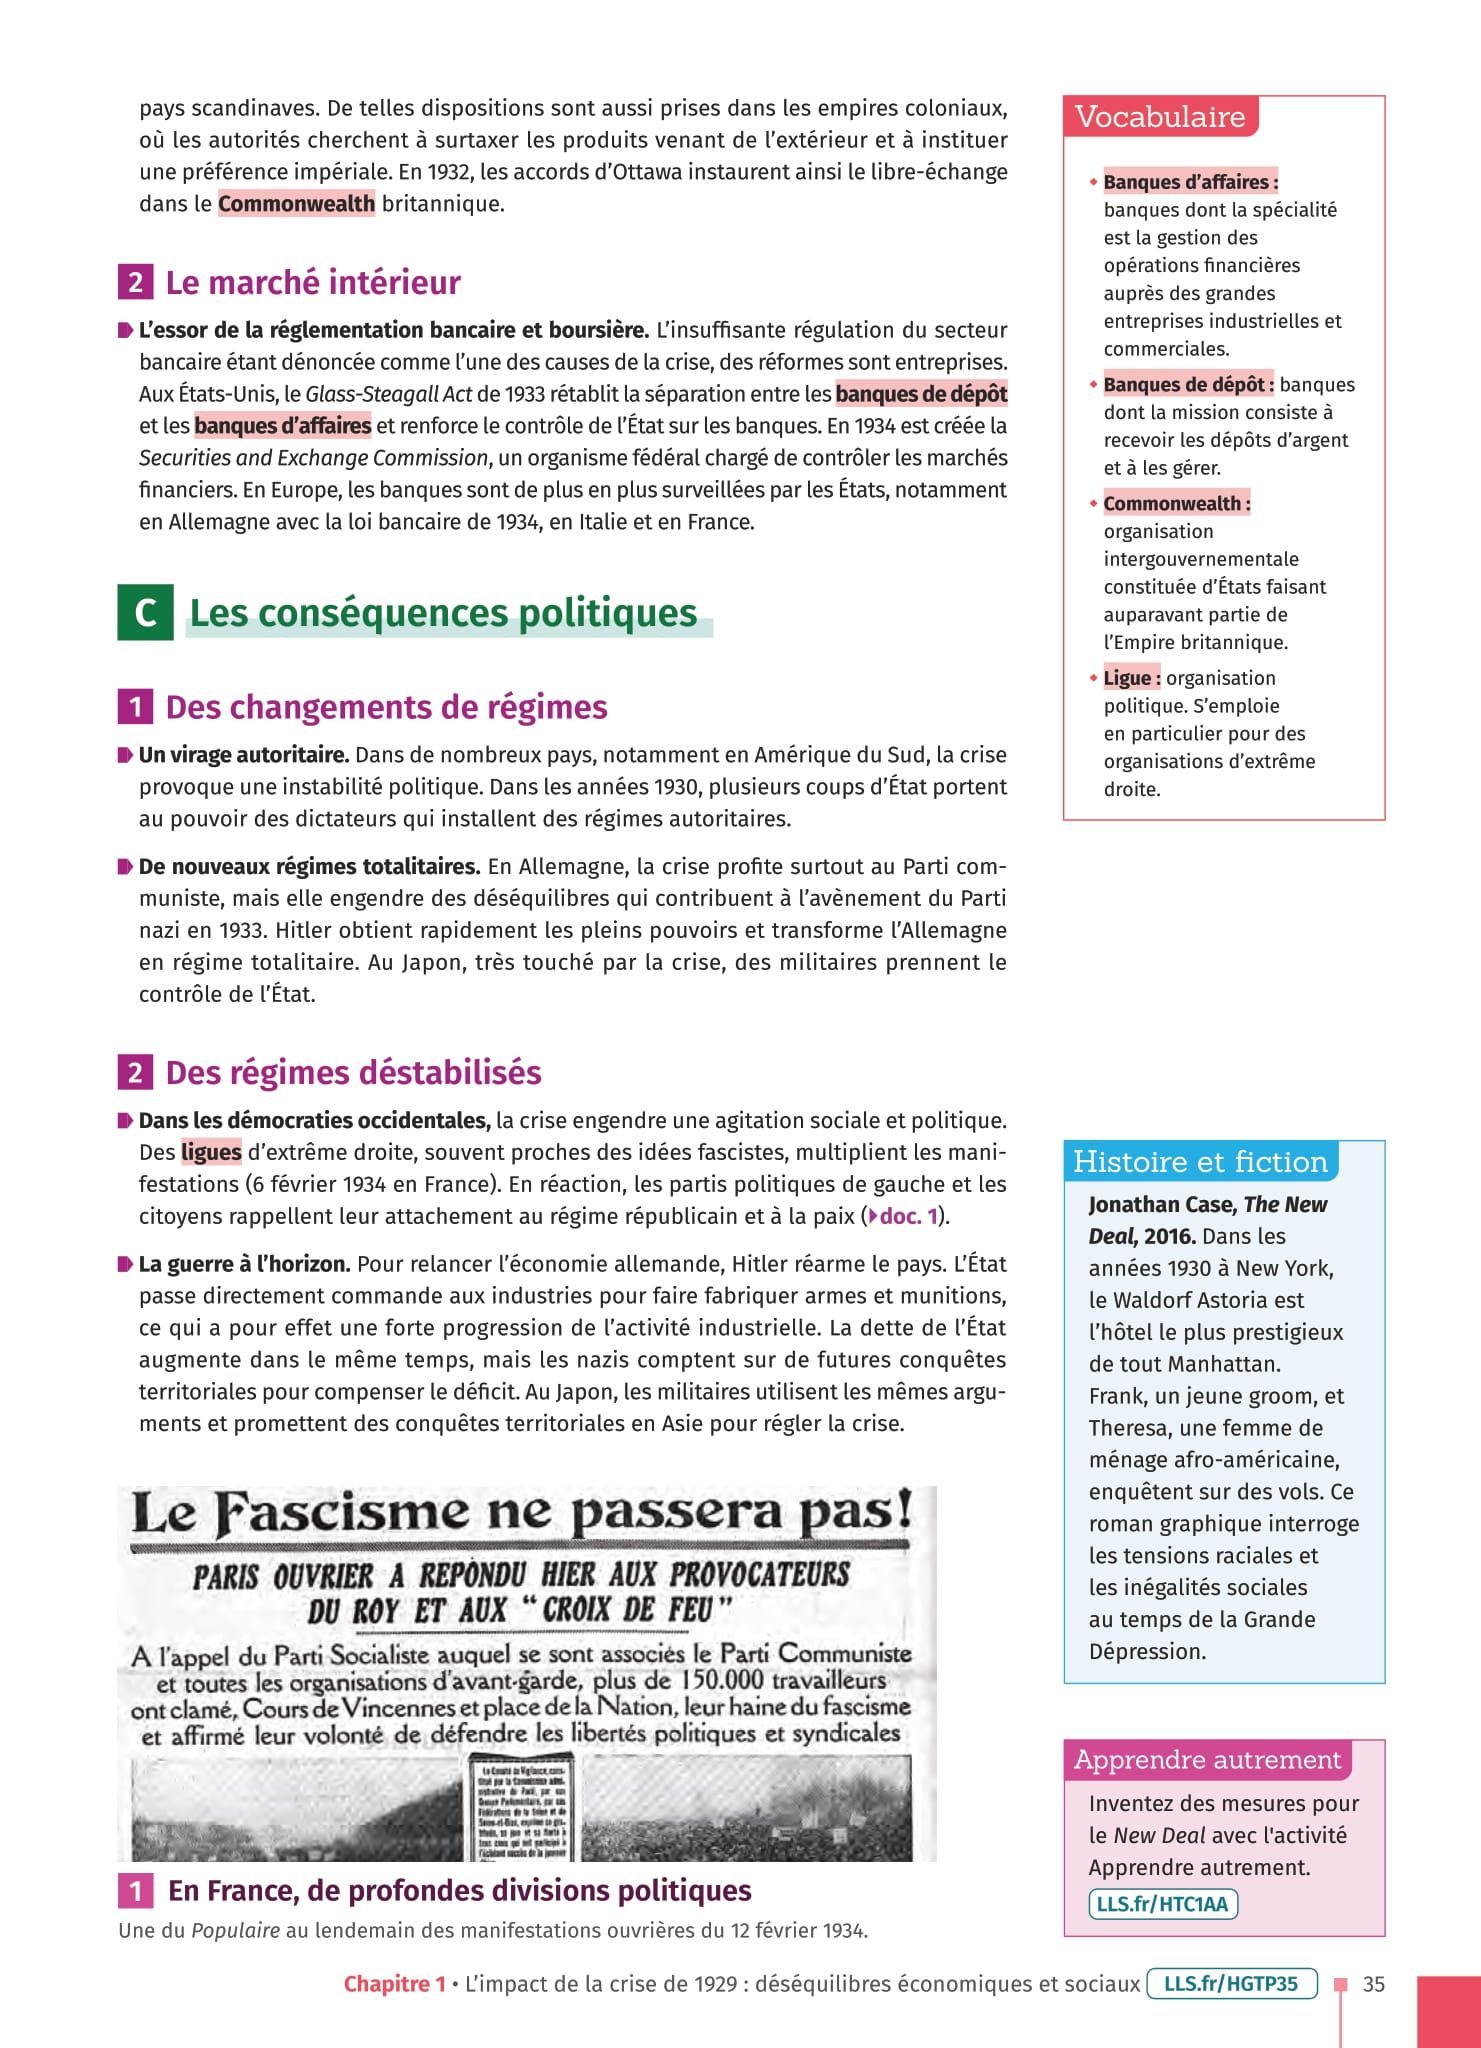 pays scandinaves. De telles dispositions sont aussi prises dans les empires coloniaux,
où les autorités cherchent à surtaxer les produits venant de l’extérieur et à instituer
une préférence impériale. En 1932, les accords d’Ottawa instaurent ainsi le libre-échange
dans le Commonwealth britannique.
2 Le marché intérieur
L’essor de la réglementation bancaire et boursière. L’insuffisante régulation du secteur
bancaire étant dénoncée comme l’une des causes de la crise, des réformes sont entreprises.
Aux États-Unis, le Glass-Steagall Act de 1933 rétablit la séparation entre les banques de dépôt
et les banques d’affaires et renforce le contrôle de l’État sur les banques. En 1934 est créée la
Securities and Exchange Commission, un organisme fédéral chargé de contrôler les marchés
financiers. En Europe, les banques sont de plus en plus surveillées par les États, notamment
en Allemagne avec la loi bancaire de 1934, en Italie et en France.
C Les conséquences politiques
1 Des changements de régimes
Un virage autoritaire. Dans de nombreux pays, notamment en Amérique du Sud, la crise
provoque une instabilité politique. Dans les années 1930, plusieurs coups d’État portent
au pouvoir des dictateurs qui installent des régimes autoritaires.
De nouveaux régimes totalitaires. En Allemagne, la crise profite surtout au Parti com-
muniste, mais elle engendre des déséquilibres qui contribuent à l’avènement du Parti
nazi en 1933. Hitler obtient rapidement les pleins pouvoirs et transforme l’Allemagne
en régime totalitaire. Au Japon, très touché par la crise, des militaires prennent le
contrôle de l’État.
2 Des régimes déstabilisés
Dans les démocraties occidentales, la crise engendre une agitation sociale et politique.
Des ligues d’extrême droite, souvent proches des idées fascistes, multiplient les mani-
festations (6 février 1934 en France). En réaction, les partis politiques de gauche et les
citoyens rappellent leur attachement au régime républicain et à la paix (doc. 1).
La guerre à l’horizon. Pour relancer l’économie allemande, Hitler réarme le pays. L’État
passe directement commande aux industries pour faire fabriquer armes et munitions,
ce qui a pour effet une forte progression de l’activité industrielle. La dette de l’État
augmente dans le même temps, mais les nazis comptent sur de futures conquêtes
territoriales pour compenser le déficit. Au Japon, les militaires utilisent les mêmes argu-
ments et promettent des conquêtes territoriales en Asie pour régler la crise.
Le Fascisme ne passera pas!
PARIS OUVRIER A REPONDU HIER AUX PROVOCATEURS
DU ROY ET AUX “ CROIX DE FEU ”
A l’appel du Parti Socialiste auquel se sont associés le Parti Communiste
et toutes les organisations d’avant-garde, plus de 150.000 travailleurs
ont clamé, Cours de Vincennes et place de la Nation, leur haine du fascisme
et affirmé leur volonté de défendre les libertés politiques et syndicales
1 En France, de profondes divisions politiques
Une du Populaire au lendemain des manifestations ouvrières du 12 février 1934.
Vocabulaire
Banques d’affaires :
banques dont la spécialité
est la gestion des
opérations financières
auprès des grandes
entreprises industrielles et
commerciales.
Banques de dépôt : banques
dont la mission consiste à
recevoir les dépôts d’argent
et à les gérer.
Commonwealth :
organisation
intergouvernementale
constituée d’États faisant
auparavant partie de
l’Empire britannique.
Ligue : organisation
politique. S’emploie
en particulier pour des
organisations d’extrême
droite.
Histoire et fiction
Jonathan Case, The New
Deal, 2016. Dans les
années 1930 à New York,
le Waldorf Astoria est
l’hôtel le plus prestigieux
de tout Manhattan.
Frank, un jeune groom, et
Theresa, une femme de
ménage afro-américaine,
enquêtent sur des vols. Ce
roman graphique interroge
les tensions raciales et
les inégalités sociales
au temps de la Grande
Dépression.
Apprendre autrement
Inventez des mesures pour
le New Deal avec l'activité
Apprendre autrement.
LLS.fr/HTC1AA
Chapitre 1 • L’impact de la crise de 1929 : déséquilibres économiques et sociaux LLS.fr/HGTP35 35